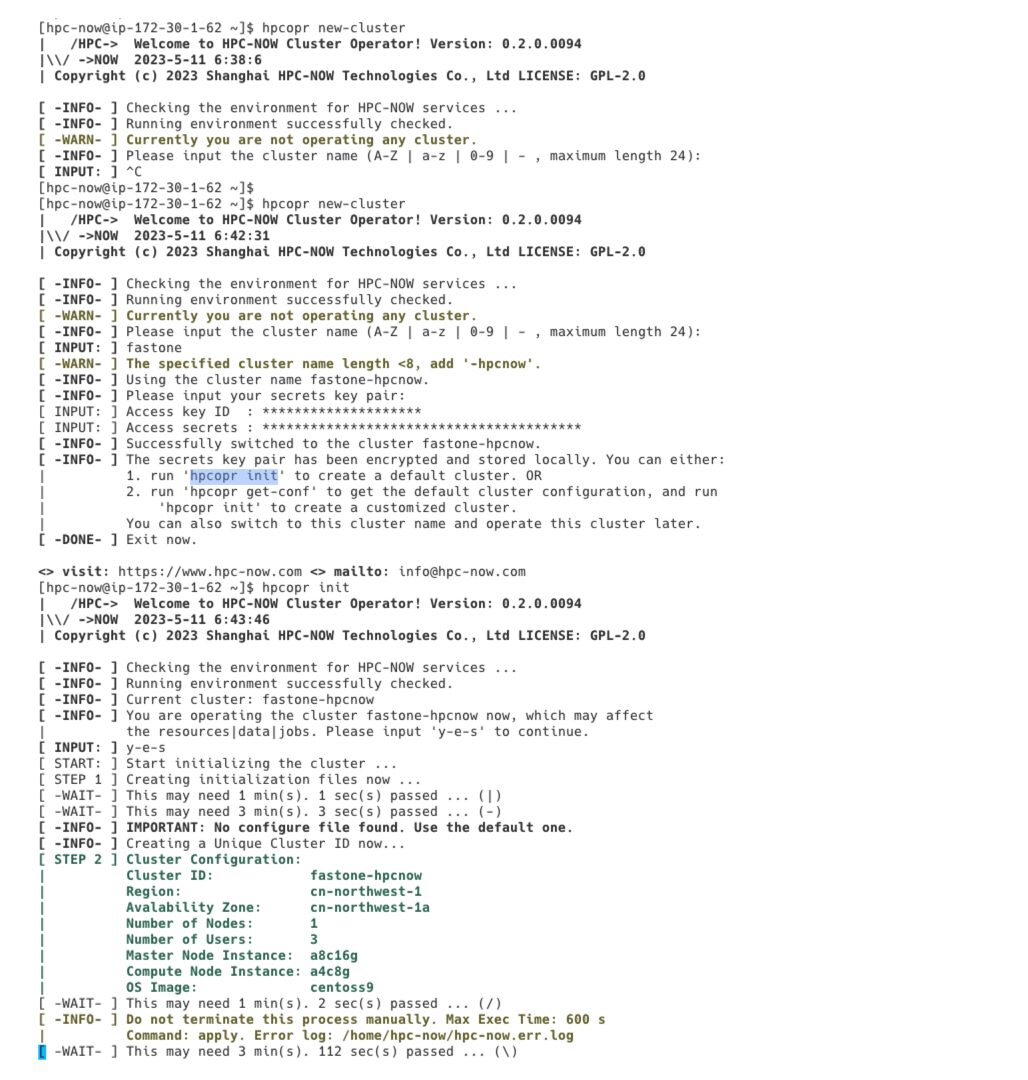 [hpc-now@ip-172-30-1-62 ~]$ hpcopr new-cluster
|   /HPC->  Welcome to HPC-NOW Cluster Operator! Version: 0.2.0.0094
|\\/ ->NOW  2023-5-11 6:38:6
| Copyright (c) 2023 Shanghai HPC-NOW Technologies Co., Ltd LICENSE: GPL-2.0
[ -INFO- ] Checking the environment for HPC-NOW services ...
[ -INFO- ] Running environment successfully checked.
[ -WARN- ] Currently you are not operating any cluster.
[ -INFO- ] Please input the cluster name (A-Z | a-z | 0-9 | - , maximum length 24):
[ INPUT: ] ^C
[hpc-now@ip-172-30-1-62 ~]$
[hpc-now@ip-172-30-1-62 ~]$ hpcopr new-cluster
|   /HPC->  Welcome to HPC-NOW Cluster Operator! Version: 0.2.0.0094
|\\/ ->NOW  2023-5-11 6:42:31
| Copyright (c) 2023 Shanghai HPC-NOW Technologies Co., Ltd LICENSE: GPL-2.0
[ -INFO- ] Checking the environment for HPC-NOW services ...
[ -INFO- ] Running environment successfully checked.
[ -WARN- ] Currently you are not operating any cluster.
[ -INFO- ] Please input the cluster name (A-Z | a-z | 0-9 | - , maximum length 24):
[ INPUT: ] fastone
[ -WARN- ] The specified cluster name length <8, add '-hpcnow'.
[ -INFO- ] Using the cluster name fastone-hpcnow.
[ -INFO- ] Please input your secrets key pair:
[ INPUT: ] Access key ID  : ********************
[ INPUT: ] Access secrets : ****************************************
[ -INFO- ] Successfully switched to the cluster fastone-hpcnow.
[ -INFO- ] The secrets key pair has been encrypted and stored locally. You can either:
|          1. run 'hpcopr init' to create a default cluster. OR
|          2. run 'hpcopr get-conf' to get the default cluster configuration, and run
|              'hpcopr init' to create a customized cluster.
|          You can also switch to this cluster name and operate this cluster later.
[ -DONE- ] Exit now.
<> visit: https://www.hpc-now.com <> mailto: info@hpc-now.com
[hpc-now@ip-172-30-1-62 ~]$ hpcopr init
|   /HPC->  Welcome to HPC-NOW Cluster Operator! Version: 0.2.0.0094
|\\/ ->NOW  2023-5-11 6:43:46
| Copyright (c) 2023 Shanghai HPC-NOW Technologies Co., Ltd LICENSE: GPL-2.0
[ -INFO- ] Checking the environment for HPC-NOW services ...
[ -INFO- ] Running environment successfully checked.
[ -INFO- ] Current cluster: fastone-hpcnow
[ -INFO- ] You are operating the cluster fastone-hpcnow now, which may affect
|          the resources|data|jobs. Please input 'y-e-s' to continue.
[ INPUT: ] y-e-s
[ START: ] Start initializing the cluster ...
[ STEP 1 ] Creating initialization files now ...
[ -WAIT- ] This may need 1 min(s). 1 sec(s) passed ... (|)
[ -WAIT- ] This may need 3 min(s). 3 sec(s) passed ... (-)
[ -INFO- ] IMPORTANT: No configure file found. Use the default one.
[ -INFO- ] Creating a Unique Cluster ID now...
[ STEP 2 ] Cluster Configuration:
|          Cluster ID:            fastone-hpcnow
|          Region:                cn-northwest-1
|          Avalability Zone:      cn-northwest-1a
|          Number of Nodes:       1
|          Number of Users:       3
|          Master Node Instance:  a8c16g
|          Compute Node Instance: a4c8g
|          OS Image:              centoss9
[ -WAIT- ] This may need 1 min(s). 2 sec(s) passed ... (/)
[ -INFO- ] Do not terminate this process manually. Max Exec Time: 600 s
|          Command: apply. Error log: /home/hpc-now/hpc-now.err.log
[ -WAIT- ] This may need 3 min(s). 112 sec(s) passed ... (\)